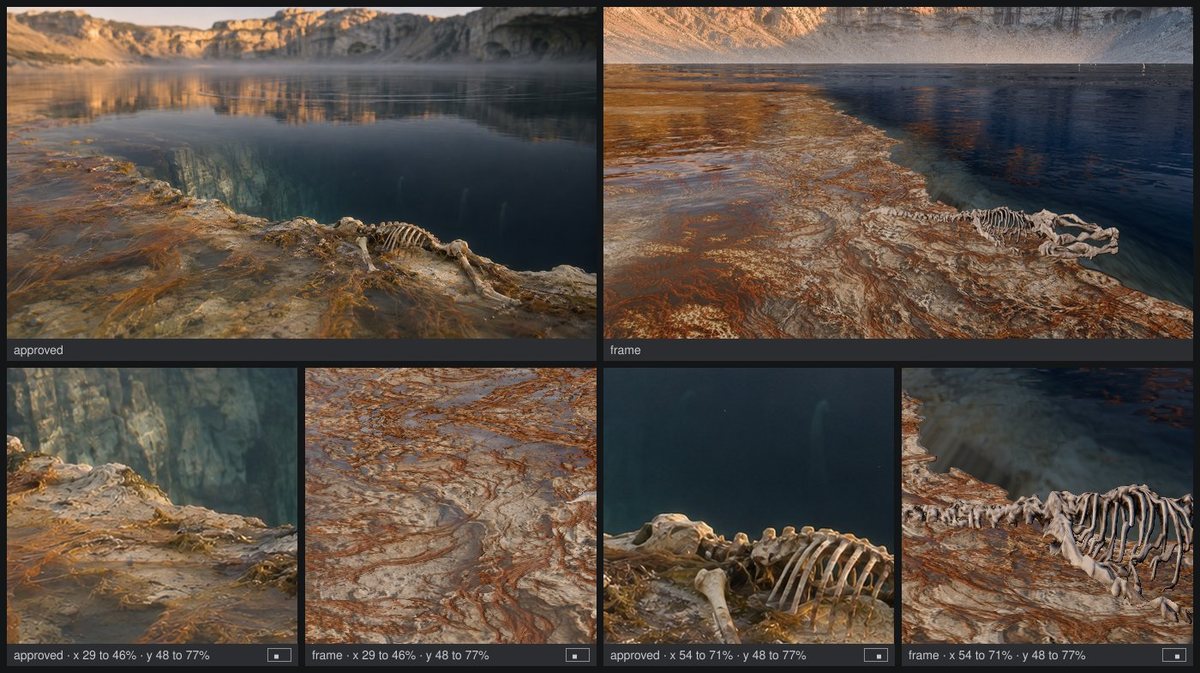 approved
frame
approved · x 29 to 46% · y 48 to 77%
frame · x 29 to 46% · y 48 to 77%
approved · x 54 to 71% · y 48 to 77%
frame · x 54 to 71% · y 48 to 77%